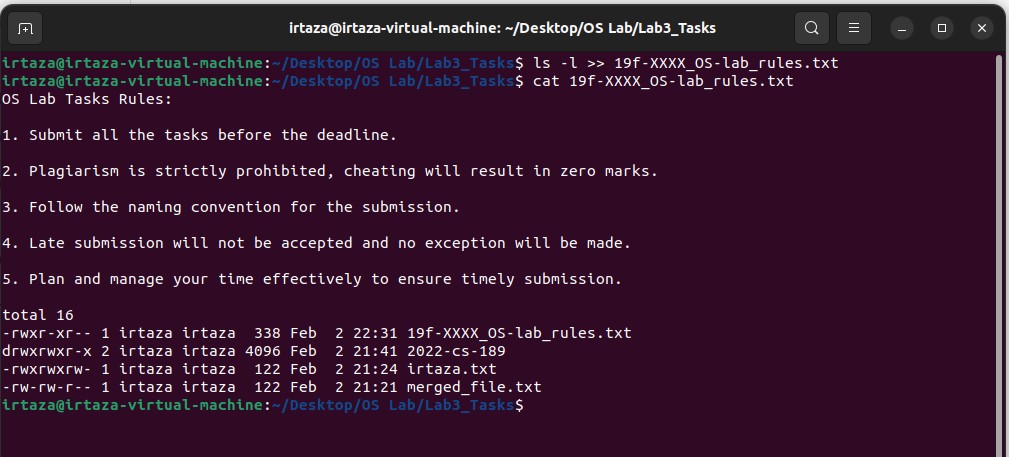 irtaza@irtaza-virtual-machine: ~/Desktop/OS Lab/Lab3_Tasks
irtaza@irtaza-virtual-machine:~/Desktop/OS Lab/Lab3_Tasks$ ls -l >> 19f-XXXX_OS-lab_rules.txt
irtaza@irtaza-virtual-machine:~/Desktop/OS Lab/Lab3_Tasks$ cat 19f-XXXX_OS-lab_rules.txt
OS Lab Tasks Rules:
1. Submit all the tasks before the deadline.
2. Plagiarism is strictly prohibited, cheating will result in zero marks.
3. Follow the naming convention for the submission.
4. Late submission will not be accepted and no exception will be made.
5. Plan and manage your time effectively to ensure timely submission.
total 16
-rwxr-xr-- 1 irtaza irtaza  338 Feb  2 22:31 19f-XXXX_OS-lab_rules.txt
drwxrwxr-x 2 irtaza irtaza 4096 Feb  2 21:41 2022-cs-189
-rwxrwxrw- 1 irtaza irtaza  122 Feb  2 21:24 irtaza.txt
-rw-rw-r-- 1 irtaza irtaza  122 Feb  2 21:21 merged_file.txt
irtaza@irtaza-virtual-machine:~/Desktop/OS Lab/Lab3_Tasks$